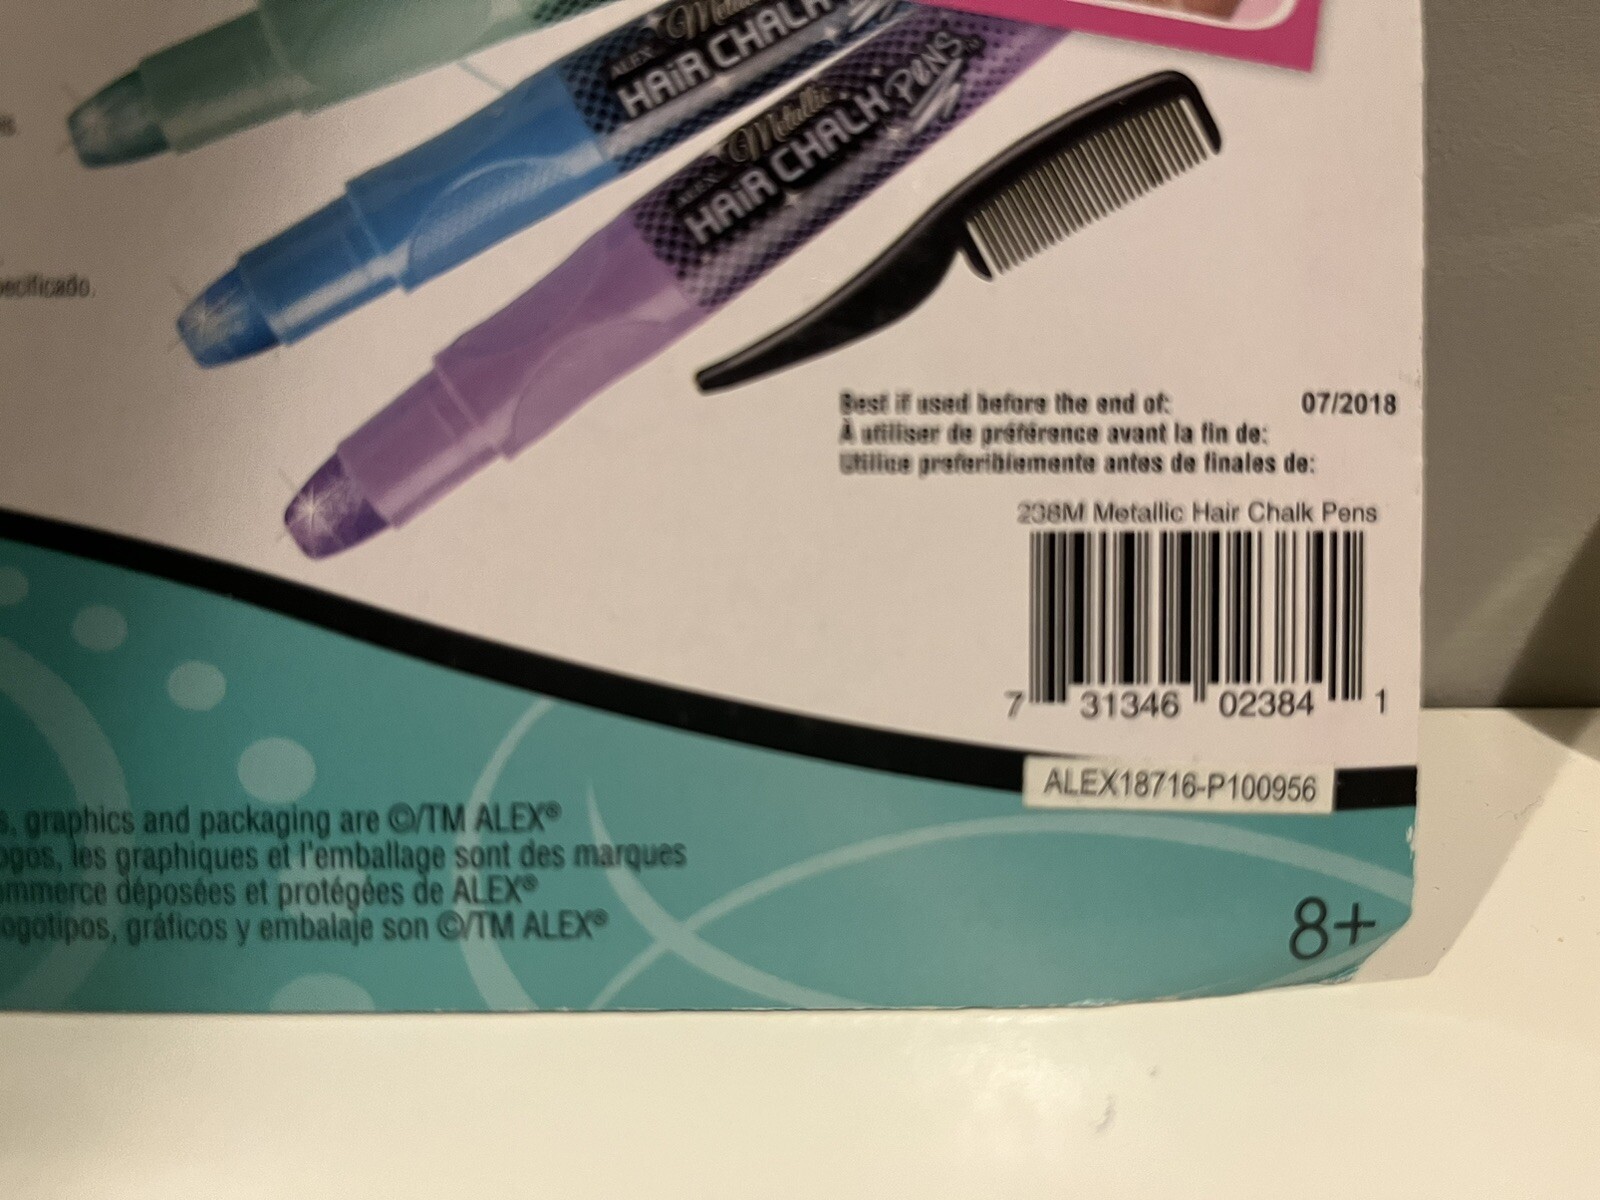 ALEX Metallic
HAIR CHALK
ALEX Metallic
HAIR CHALK PENS
ecificado.
Best if used before the end of: 07/2018
À utiliser de préférence avant la fin de:
Utilice preferiblemente antes de finales de:
238M Metallic Hair Chalk Pens
7 31346 02384 1
ALEX18716-P100956
s, graphics and packaging are ©/TM ALEX®
ogos, les graphiques et l'emballage sont des marques
ommerce déposées et protégées de ALEX®
ogotipos, gráficos y embalaje son ©/TM ALEX®
8+